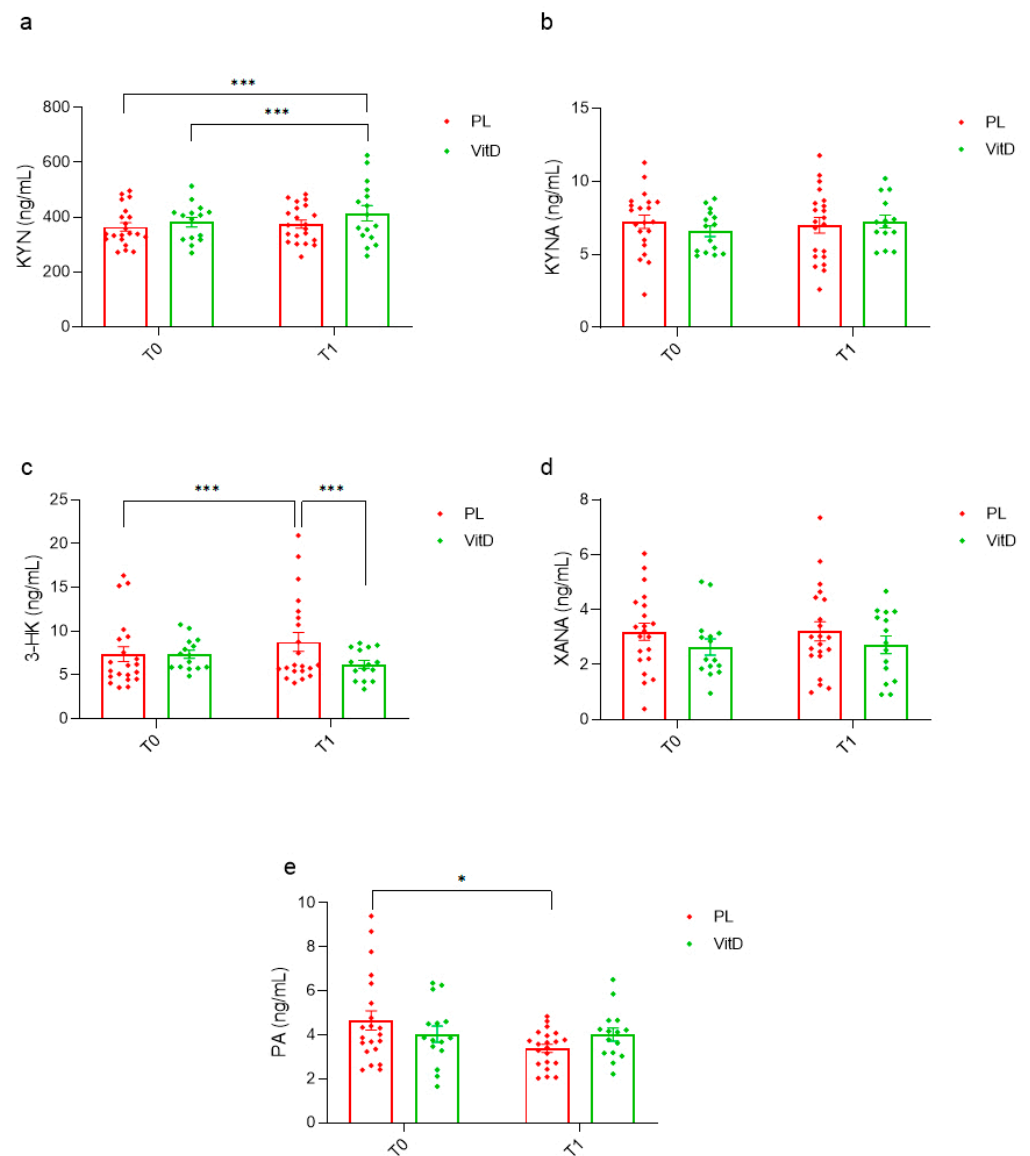 a
***
***
800
600
400
200
0
KYN (ng/mL)
T0
T1
PL
VitD
b
15
10
5
0
KYNA (ng/mL)
T0
T1
PL
VitD
c
***
***
25
20
15
10
5
0
3-HK (ng/mL)
T0
T1
PL
VitD
d
8
6
4
2
0
XANA (ng/mL)
T0
T1
PL
VitD
e
*
10
8
6
4
2
0
PA (ng/mL)
T0
T1
PL
VitD